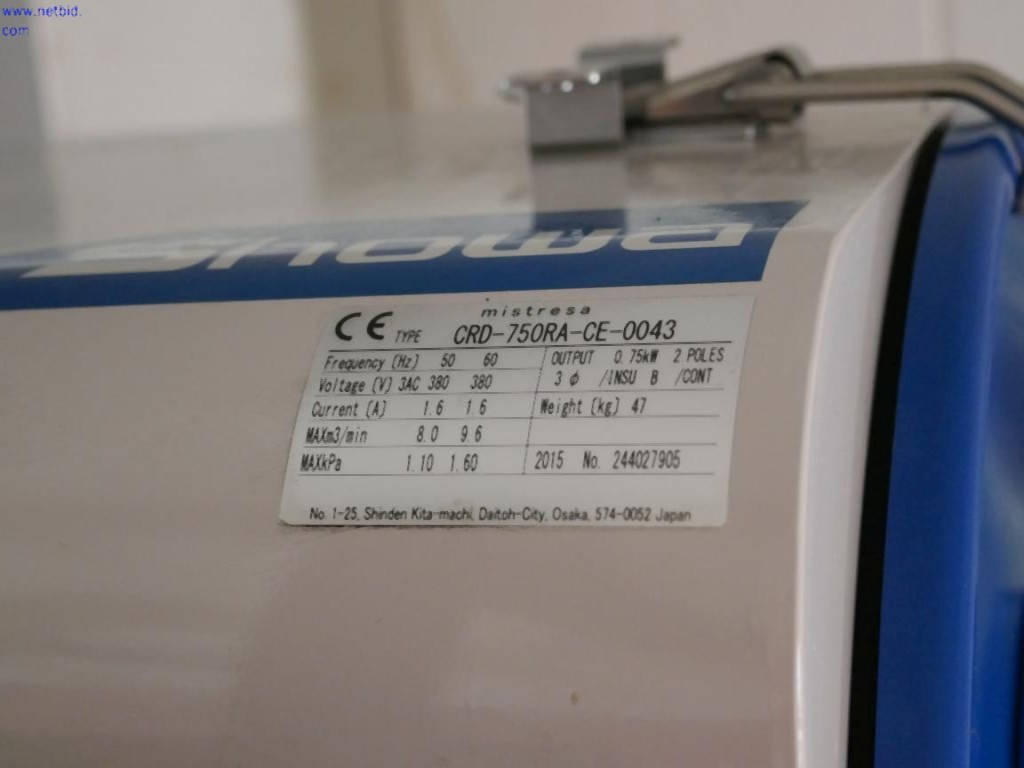 www.netbid.
com
Showa
mistresa
CE TYPE CRD-750RA-CE-0043
Frequency (Hz) 50 60
Voltage (V) 3AC 380 380
Current (A) 1.6 1.6
MAXm3/min 8.0 9.6
MAXkPa 1.10 1.60
OUTPUT 0.75kW 2 POLES
3 ϕ /INSU B /CONT
Weight (kg) 47
2015 No. 244027905
No. 1-25, Shinden Kita-machi, Daitoh-City, Osaka, 574-0052 Japan